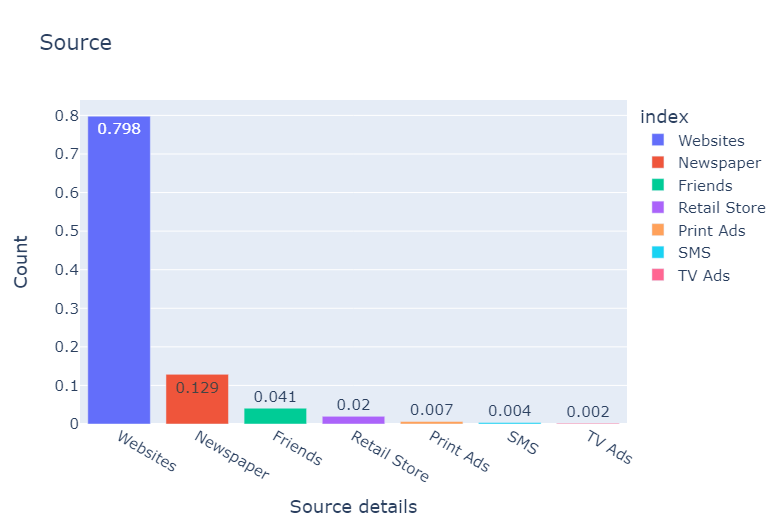 Source
Count
0.8
0.7
0.6
0.5
0.4
0.3
0.2
0.1
0
0.798
0.129
0.041
0.02
0.007
0.004
0.002
Websites
Newspaper
Friends
Retail Store
Print Ads
SMS
TV Ads
Source details
index
Websites
Newspaper
Friends
Retail Store
Print Ads
SMS
TV Ads